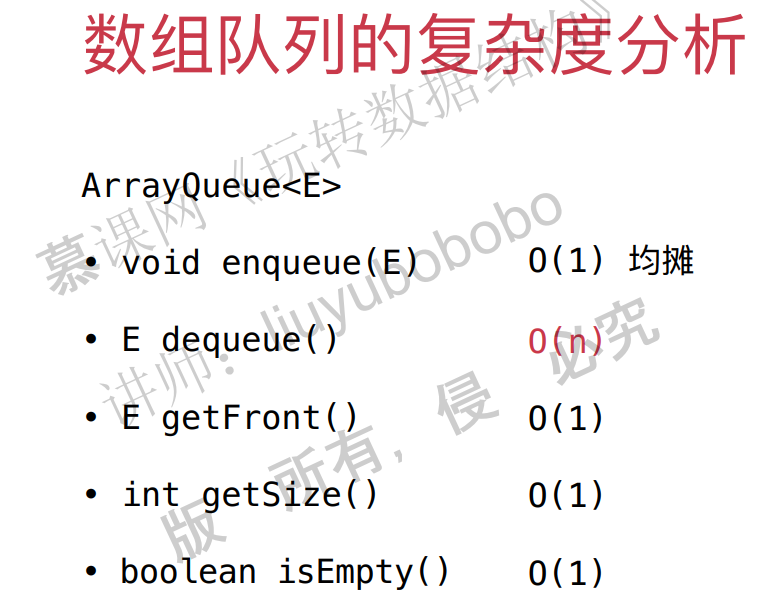 数组队列的复杂度分析
ArrayQueue<E>
• void enqueue(E) O(1) 均摊
• E dequeue() O(n)
• E getFront() O(1)
• int getSize() O(1)
• boolean isEmpty() O(1)
慕课网《玩转数据结构》
讲师：liuyubobobo
版 所有，侵 必究